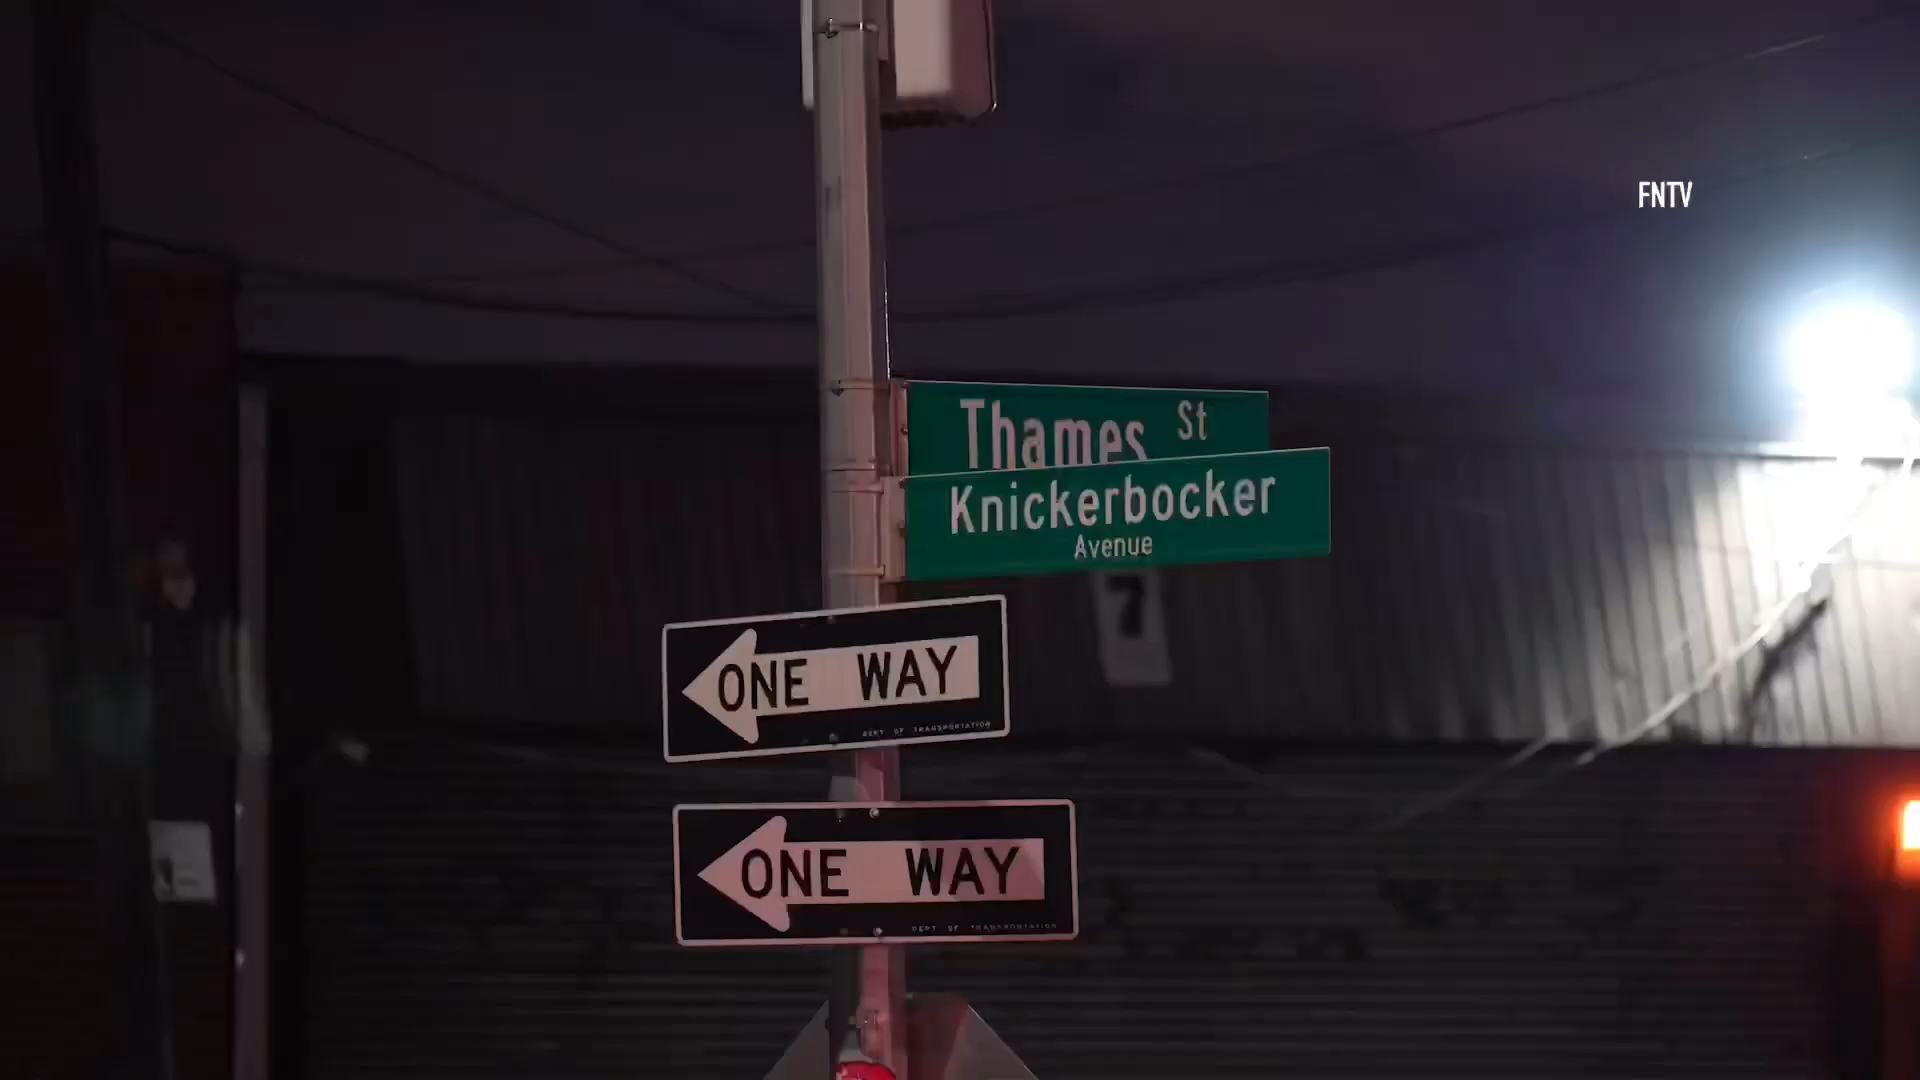 FNTV
Thames St
Knickerbocker
Avenue
7
ONE WAY
DEPT OF TRANSPORTATION
ONE WAY
DEPT OF TRANSPORTATION